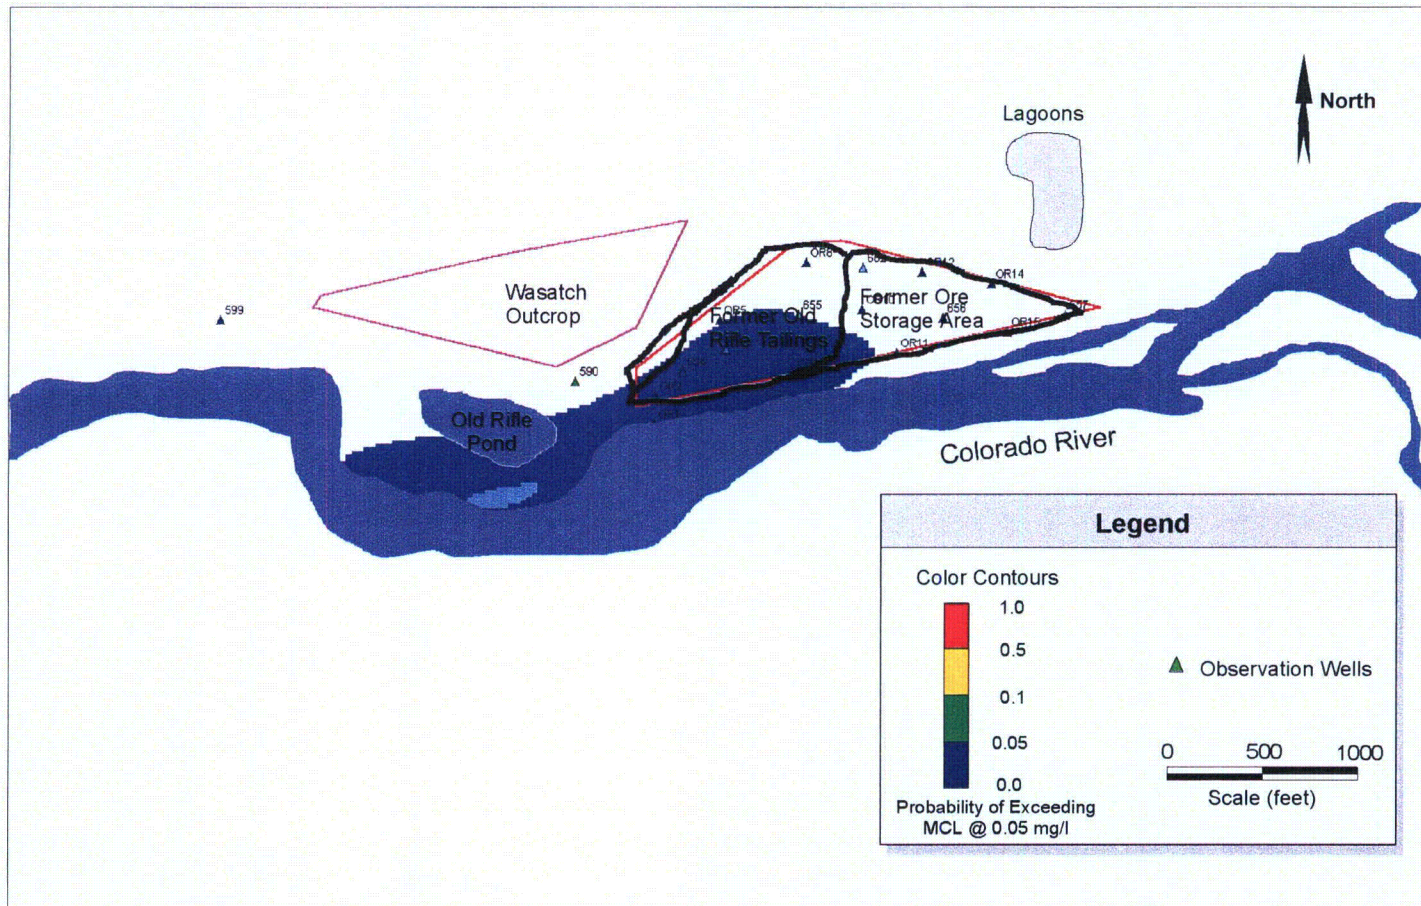 North
Lagoons
599
Wasatch
Outcrop
590
Old Rifle
Pond
OR6
OR14
OR5
655
Former Old
Rifle Tailings
Former Ore
Storage Area
656
OR11
Colorado River
Legend
Color Contours
1.0
0.5
0.1
0.05
0.0
Probability of Exceeding
MCL @ 0.05 mg/l
Observation Wells
0 500 1000
Scale (feet)